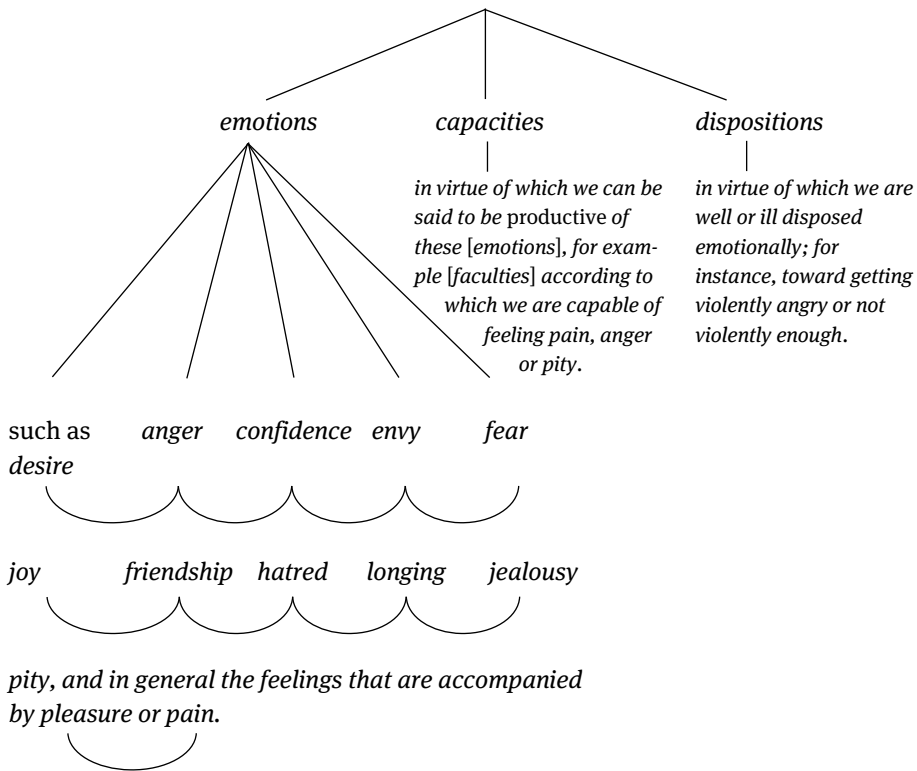 emotions capacities dispositions
in virtue of which we can be
said to be productive of
these [emotions], for exam-
ple [faculties] according to
which we are capable of
feeling pain, anger
or pity.
in virtue of which we are
well or ill disposed
emotionally; for
instance, toward getting
violently angry or not
violently enough.
such as anger confidence envy fear
desire
joy friendship hatred longing jealousy
pity, and in general the feelings that are accompanied
by pleasure or pain.